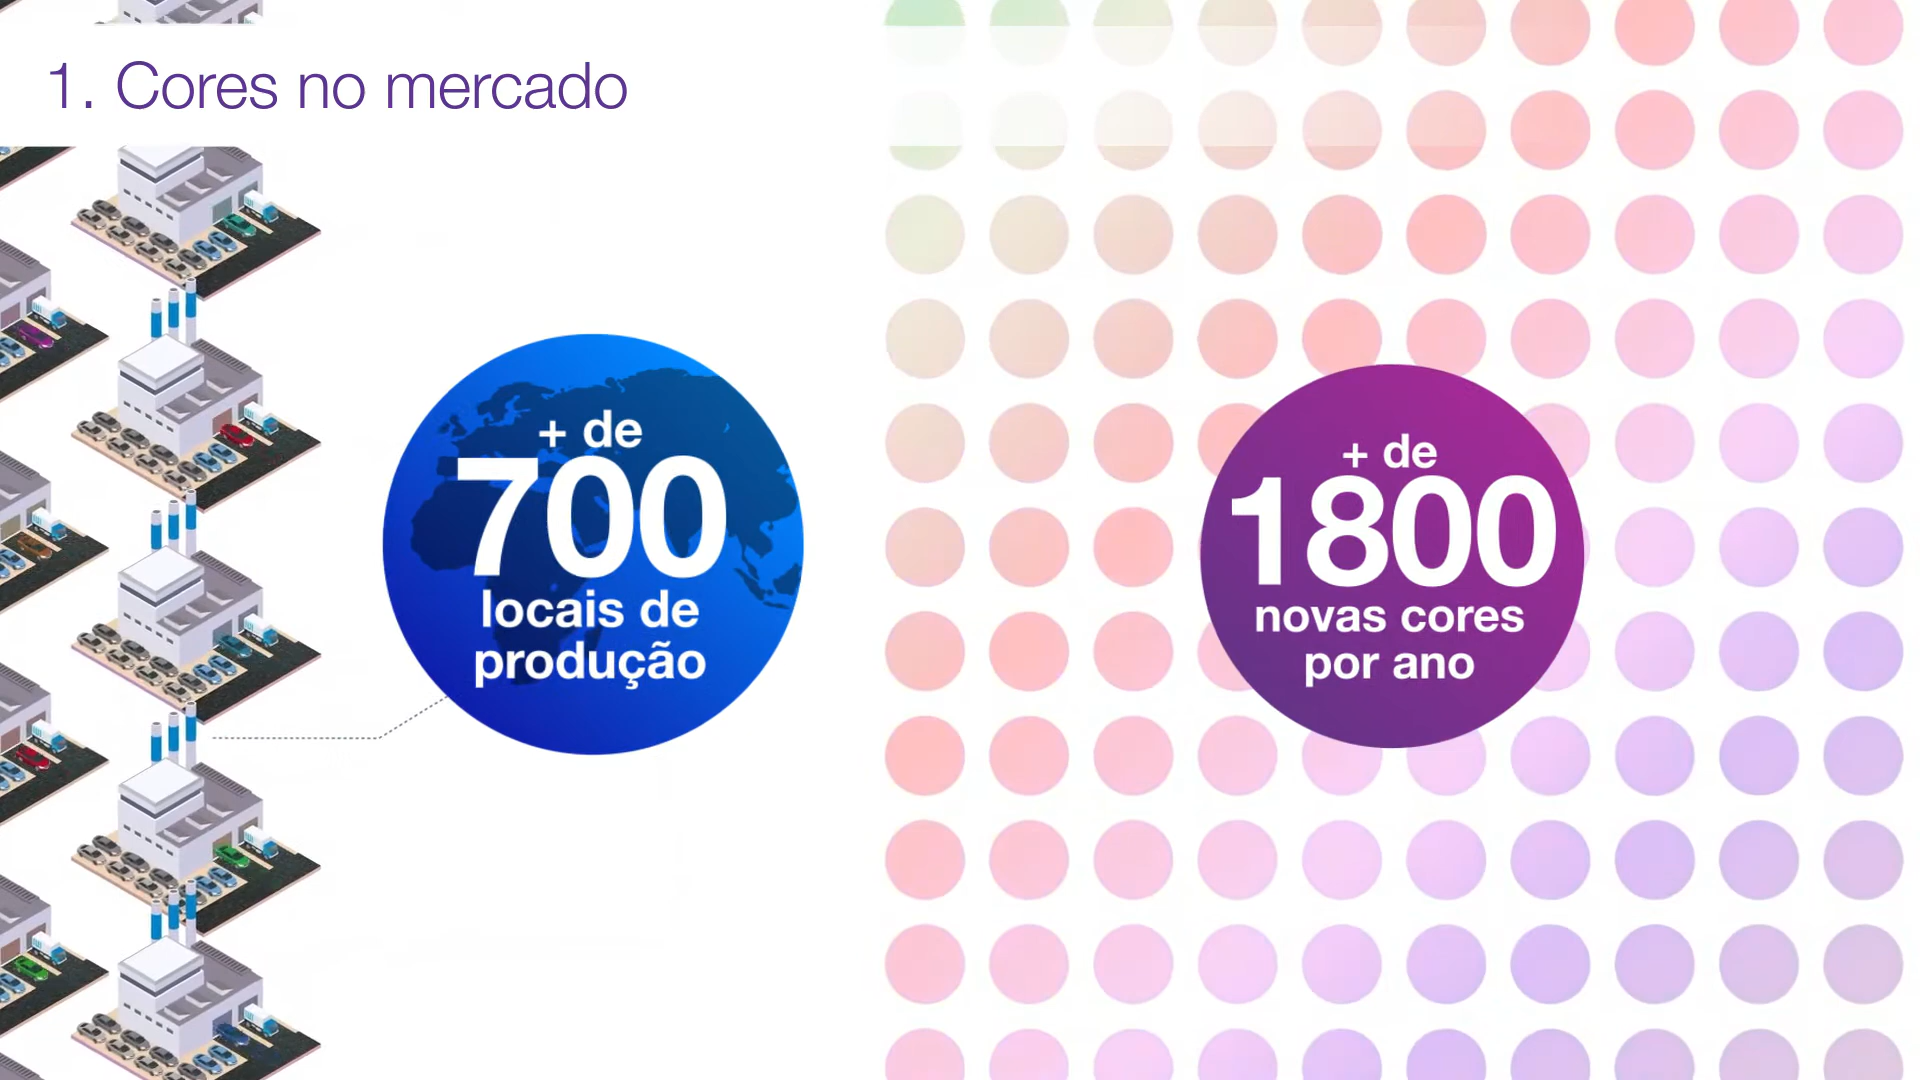 1. Cores no mercado
+ de
700
locais de
produção
+ de
1800
novas cores
por ano